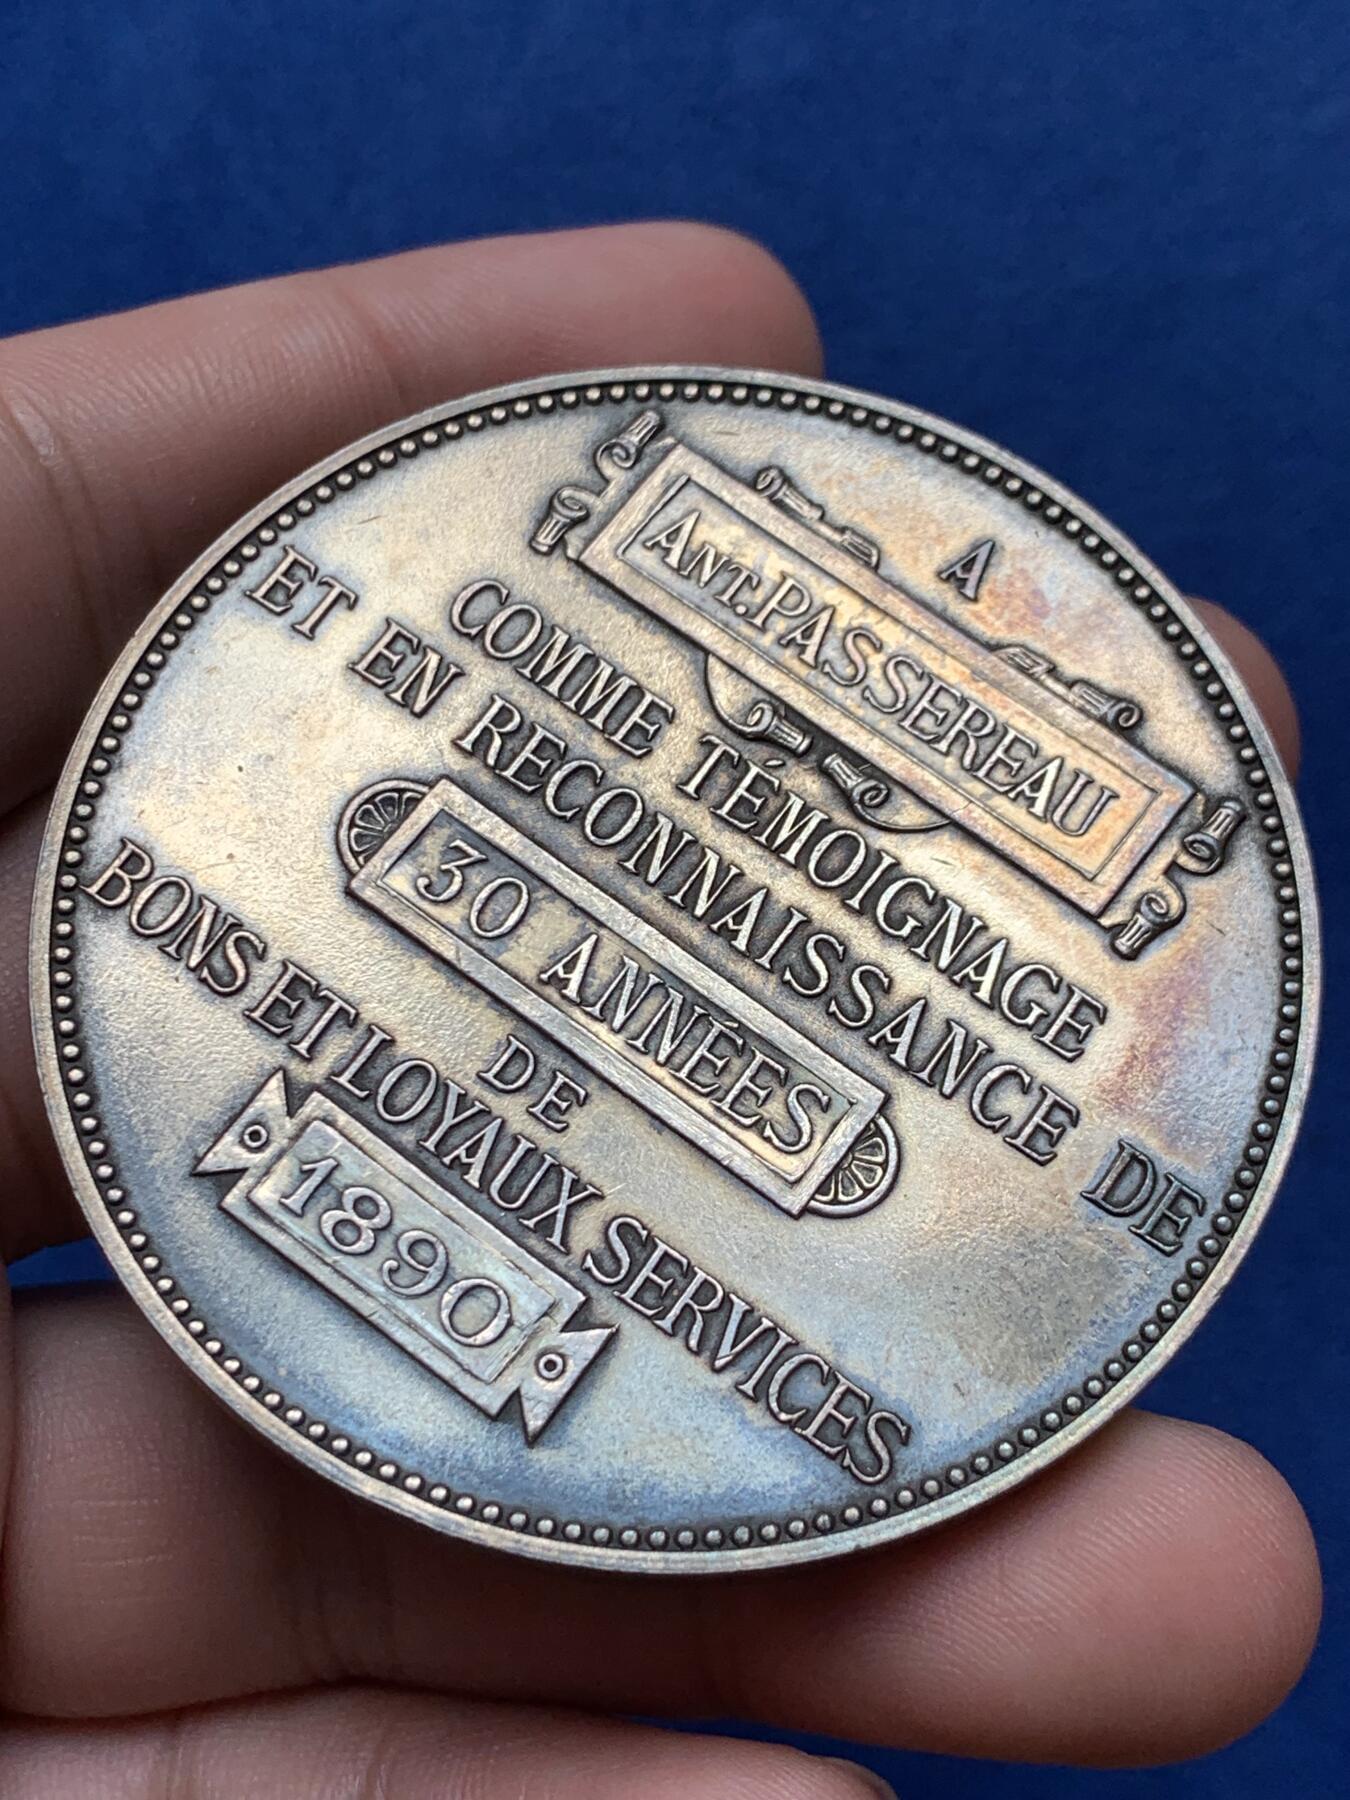 A
ANT. PASSEREAU
COMME TÉMOIGNAGE
ET EN RECONNAISSANCE DE
30 ANNÉES
DE
BONS ET LOYAUX SERVICES
1890